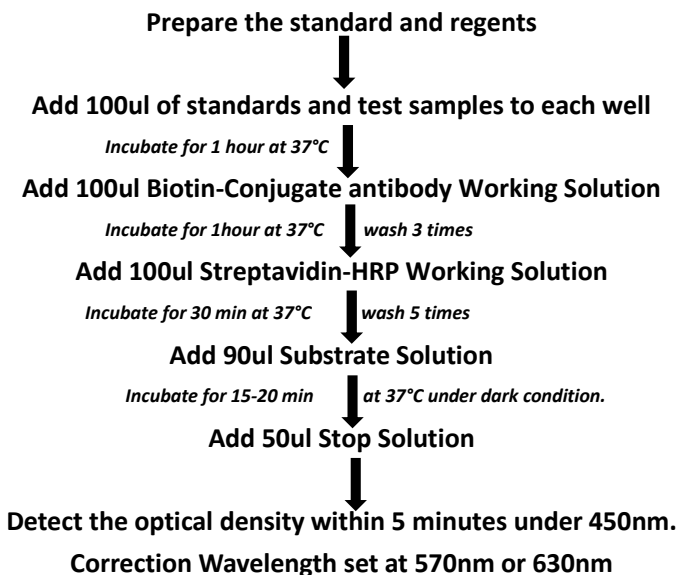 Prepare the standard and regents
Add 100ul of standards and test samples to each well
Incubate for 1 hour at 37°C
Add 100ul Biotin-Conjugate antibody Working Solution
Incubate for 1hour at 37°C wash 3 times
Add 100ul Streptavidin-HRP Working Solution
Incubate for 30 min at 37°C wash 5 times
Add 90ul Substrate Solution
Incubate for 15-20 min at 37°C under dark condition.
Add 50ul Stop Solution
Detect the optical density within 5 minutes under 450nm.
Correction Wavelength set at 570nm or 630nm